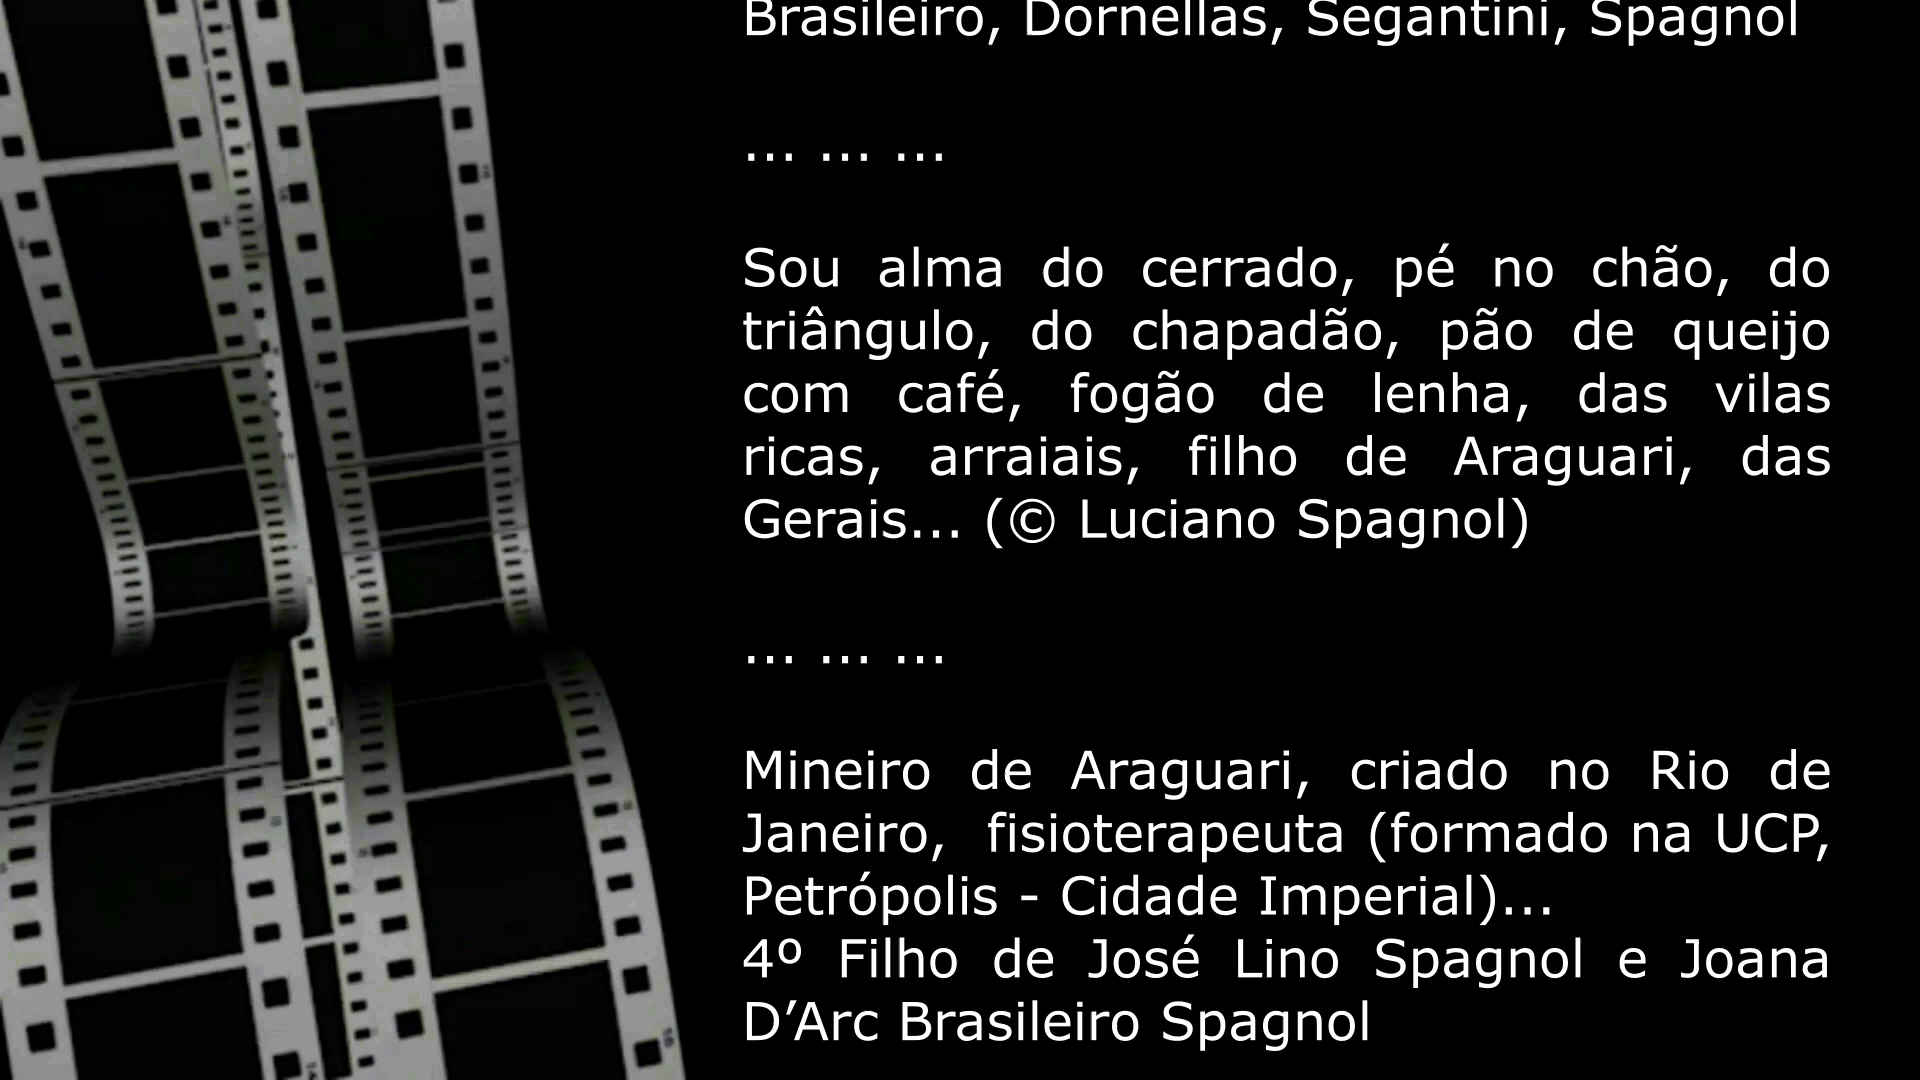 Brasileiro, Dornellas, Segantini, Spagnol
... ... ...
Sou alma do cerrado, pé no chão, do
triângulo, do chapadão, pão de queijo
com café, fogão de lenha, das vilas
ricas, arraiais, filho de Araguari, das
Gerais... (© Luciano Spagnol)
... ... ...
Mineiro de Araguari, criado no Rio de
Janeiro, fisioterapeuta (formado na UCP,
Petrópolis - Cidade Imperial)...
4º Filho de José Lino Spagnol e Joana
D’Arc Brasileiro Spagnol